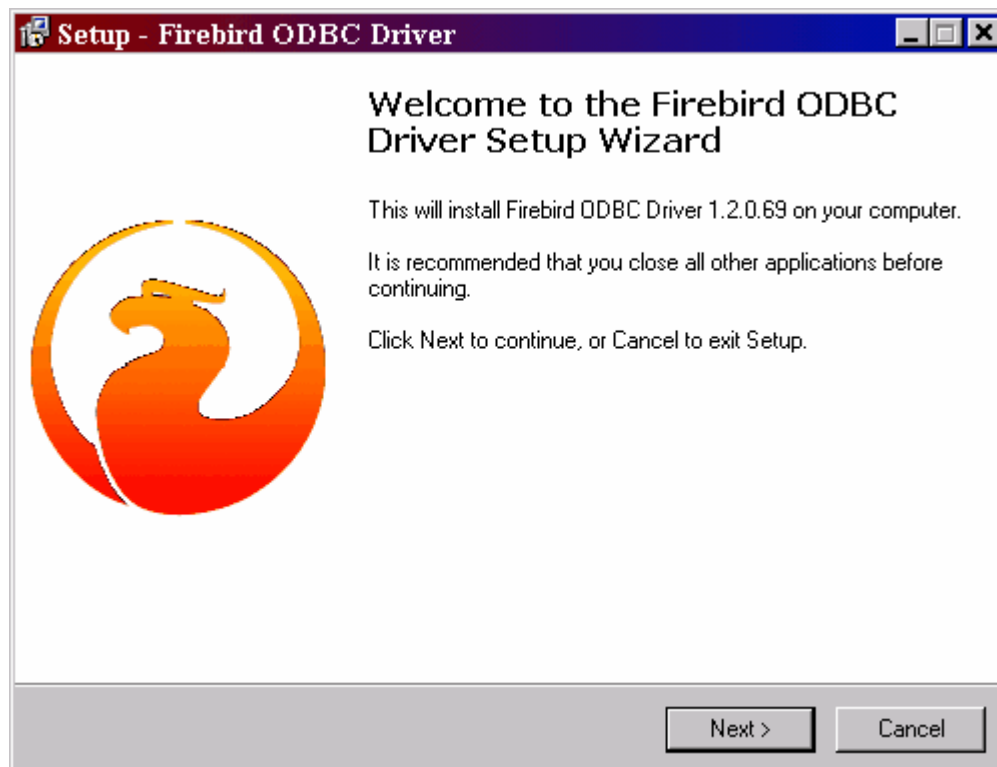 Setup - Firebird ODBC Driver
Welcome to the Firebird ODBC
Driver Setup Wizard
This will install Firebird ODBC Driver 1.2.0.69 on your computer.
It is recommended that you close all other applications before
continuing.
Click Next to continue, or Cancel to exit Setup.
Next >
Cancel